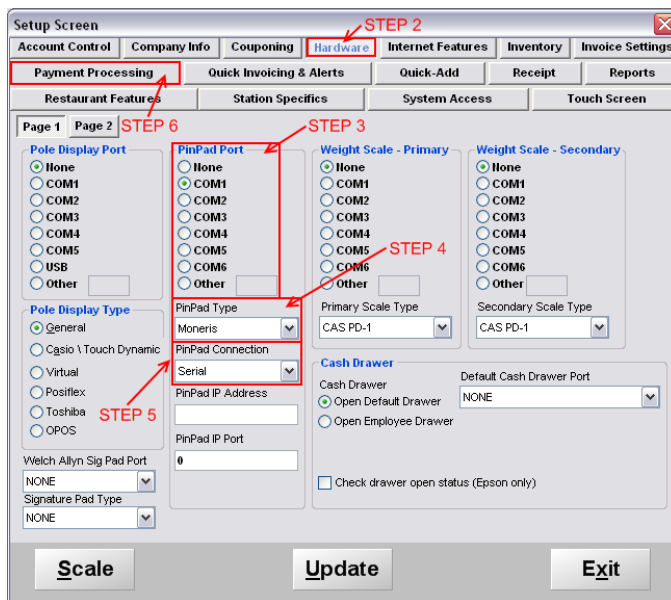 Setup Screen
STEP 2
Account Control Company Info Couponing Hardware Internet Features Inventory Invoice Settings
Payment Processing Quick Invoicing & Alerts Quick-Add Receipt Reports
Restaurant Features Station Specifics System Access Touch Screen
Page 1 Page 2 STEP 6 STEP 3
Pole Display Port
None
COM1
COM2
COM3
COM4
COM5
USB
Other
PinPad Port
None
COM1
COM2
COM3
COM4
COM5
COM6
Other
Weight Scale - Primary
None
COM1
COM2
COM3
COM4
COM5
COM6
Other
Weight Scale - Secondary
None
COM1
COM2
COM3
COM4
COM5
COM6
Other
STEP 4
Pole Display Type
General
Casio \ Touch Dynamic
Virtual
Posiflex
Toshiba
OPOS
STEP 5
Welch Allyn Sig Pad Port
NONE
Signature Pad Type
NONE
PinPad Type
Moneris
PinPad Connection
Serial
PinPad IP Address
PinPad IP Port
0
Primary Scale Type
CAS PD-1
Secondary Scale Type
CAS PD-1
Cash Drawer
Cash Drawer
Open Default Drawer
Open Employee Drawer
Default Cash Drawer Port
NONE
Check drawer open status (Epson only)
Scale Update Exit